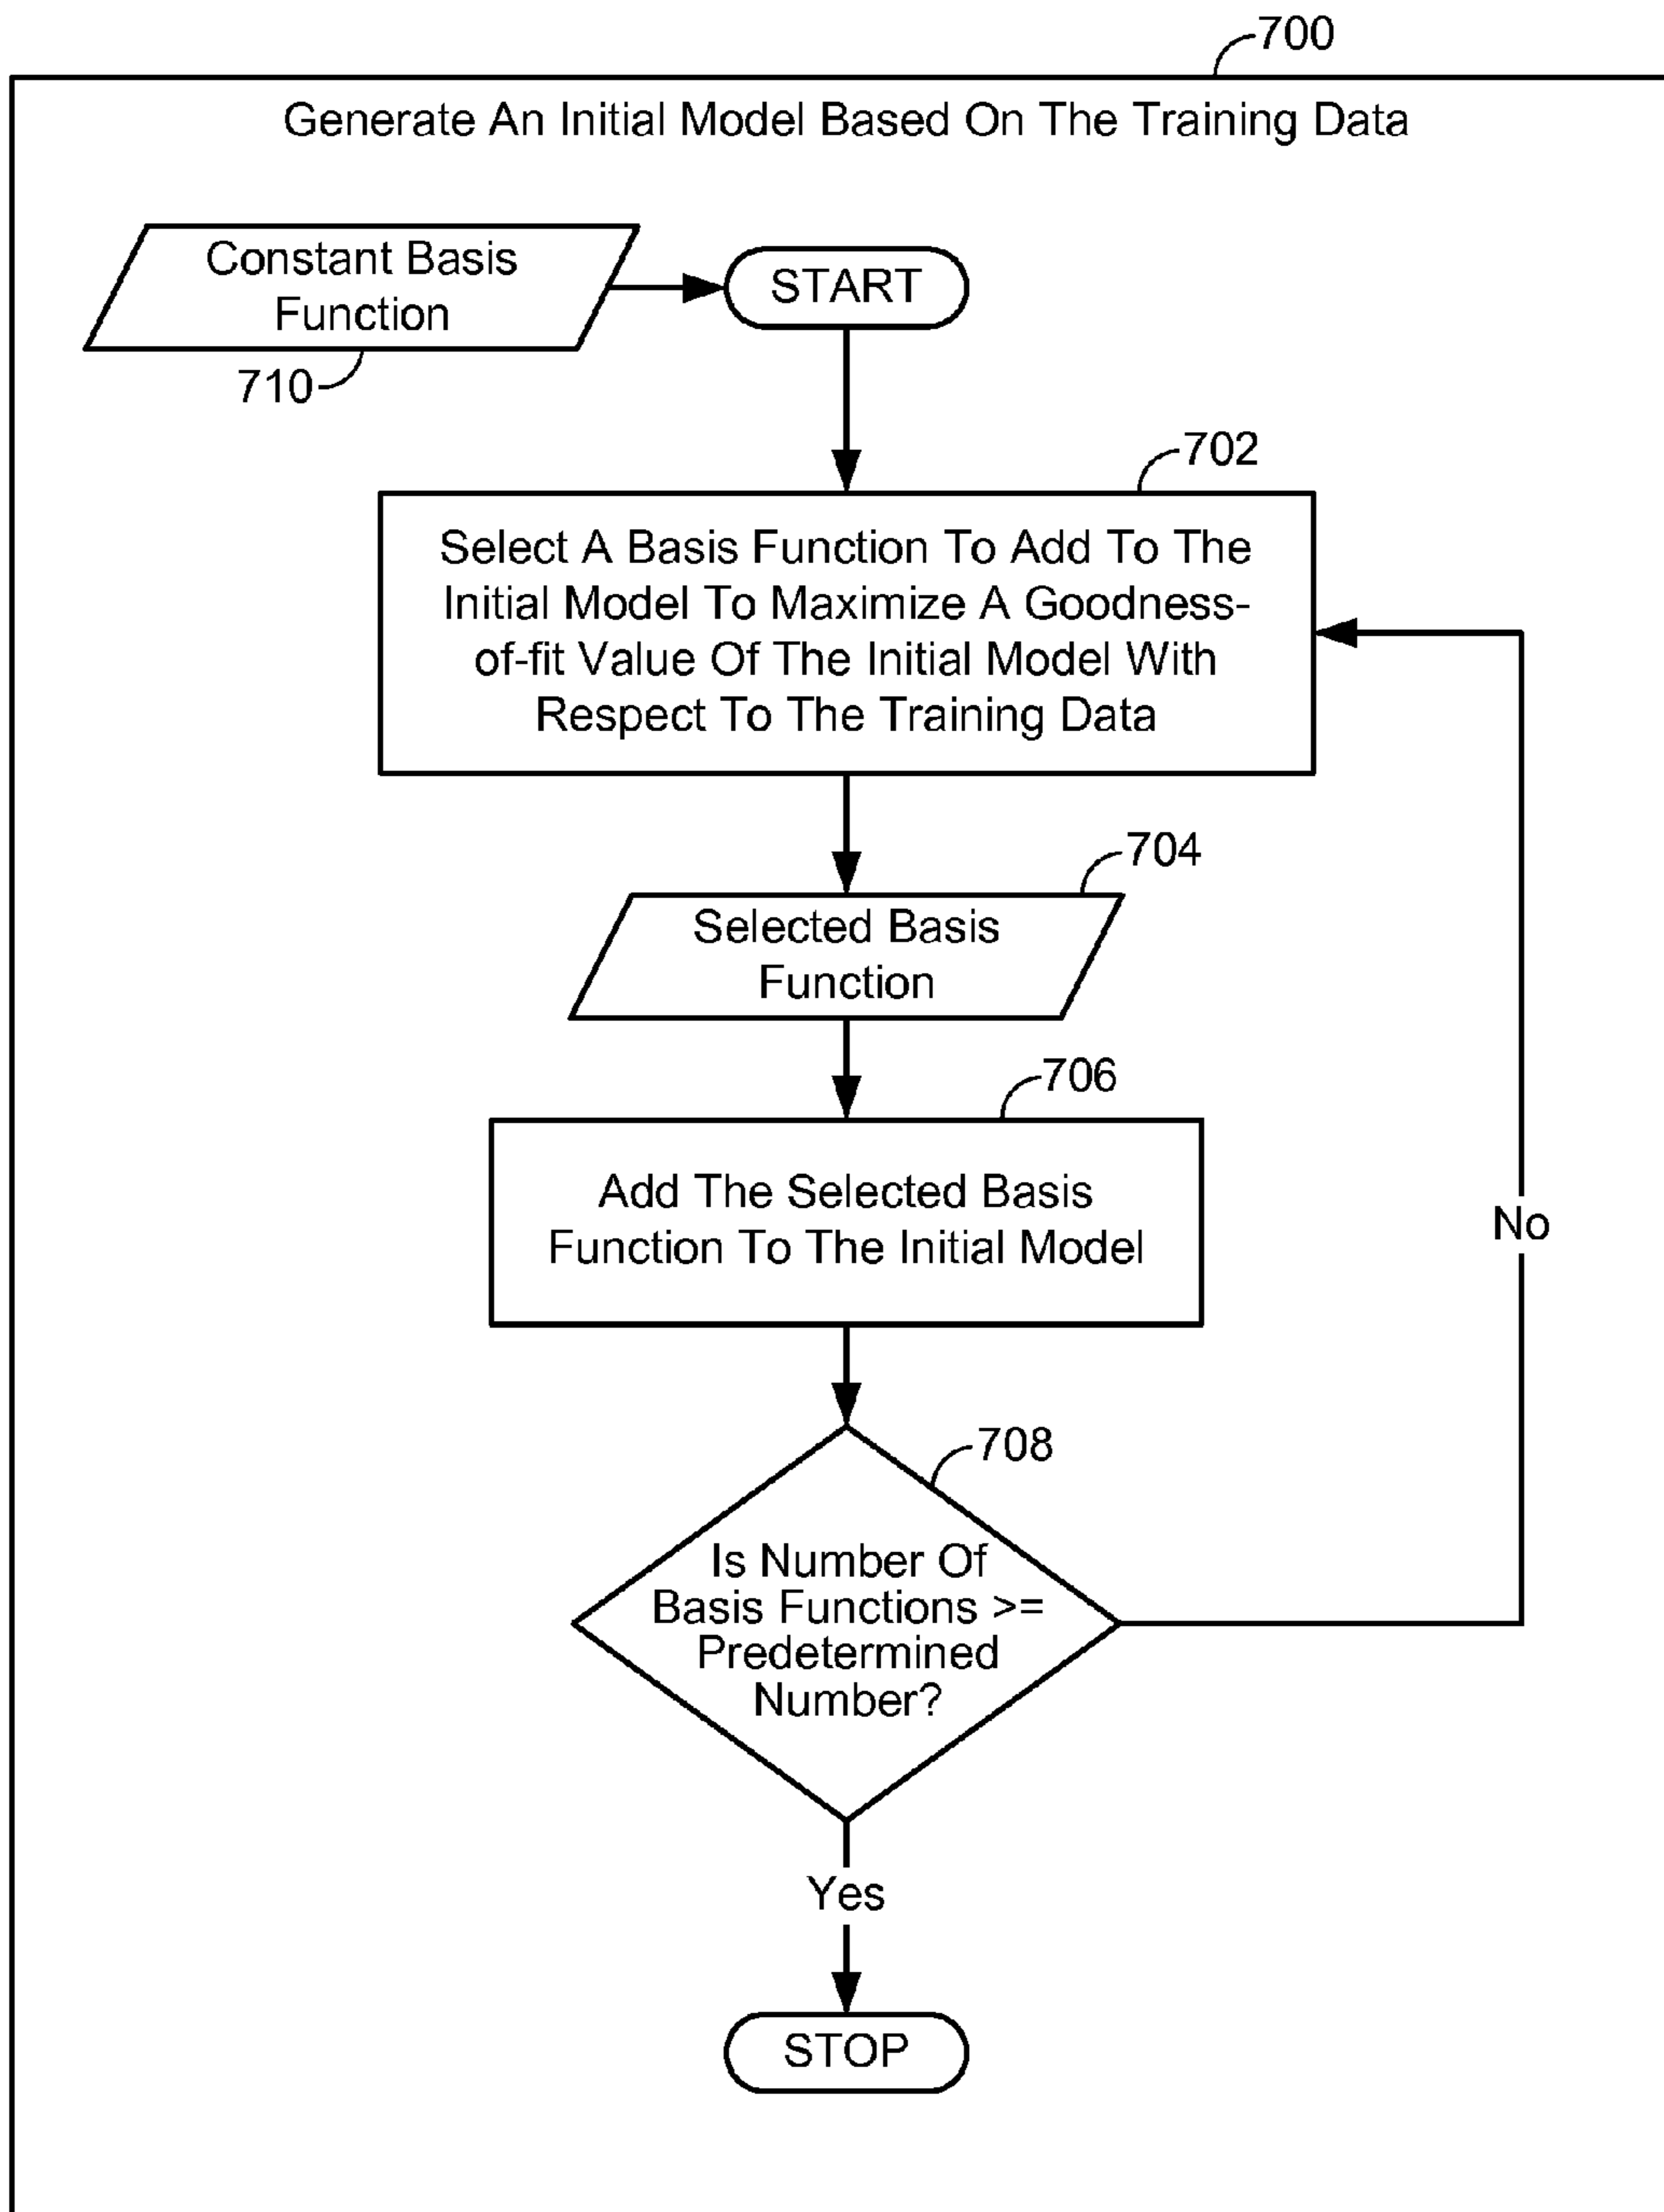 700
Generate An Initial Model Based On The Training Data
Constant Basis
Function
START
710
702
Select A Basis Function To Add To The
Initial Model To Maximize A Goodness-
of-fit Value Of The Initial Model With
Respect To The Training Data
704
Selected Basis
Function
706
Add The Selected Basis
Function To The Initial Model
No
708
Is Number Of
Basis Functions >=
Predetermined
Number?
Yes
STOP